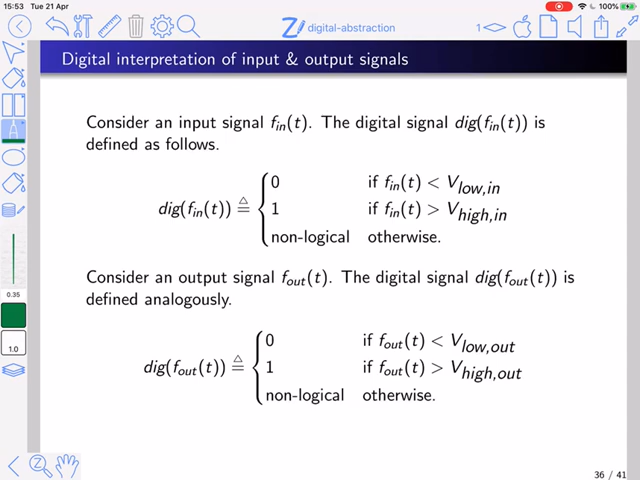 15:53 Tue 21 Apr 100%
digital-abstraction 1
Digital interpretation of input & output signals
Consider an input signal f_in(t). The digital signal dig(f_in(t)) is
defined as follows.
0 if f_in(t) < V_low,in
dig(f_in(t)) ≜ 1 if f_in(t) > V_high,in
non-logical otherwise.
Consider an output signal f_out(t). The digital signal dig(f_out(t)) is
defined analogously.
0 if f_out(t) < V_low,out
dig(f_out(t)) ≜ 1 if f_out(t) > V_high,out
non-logical otherwise.
0.35
1.0
36 / 41